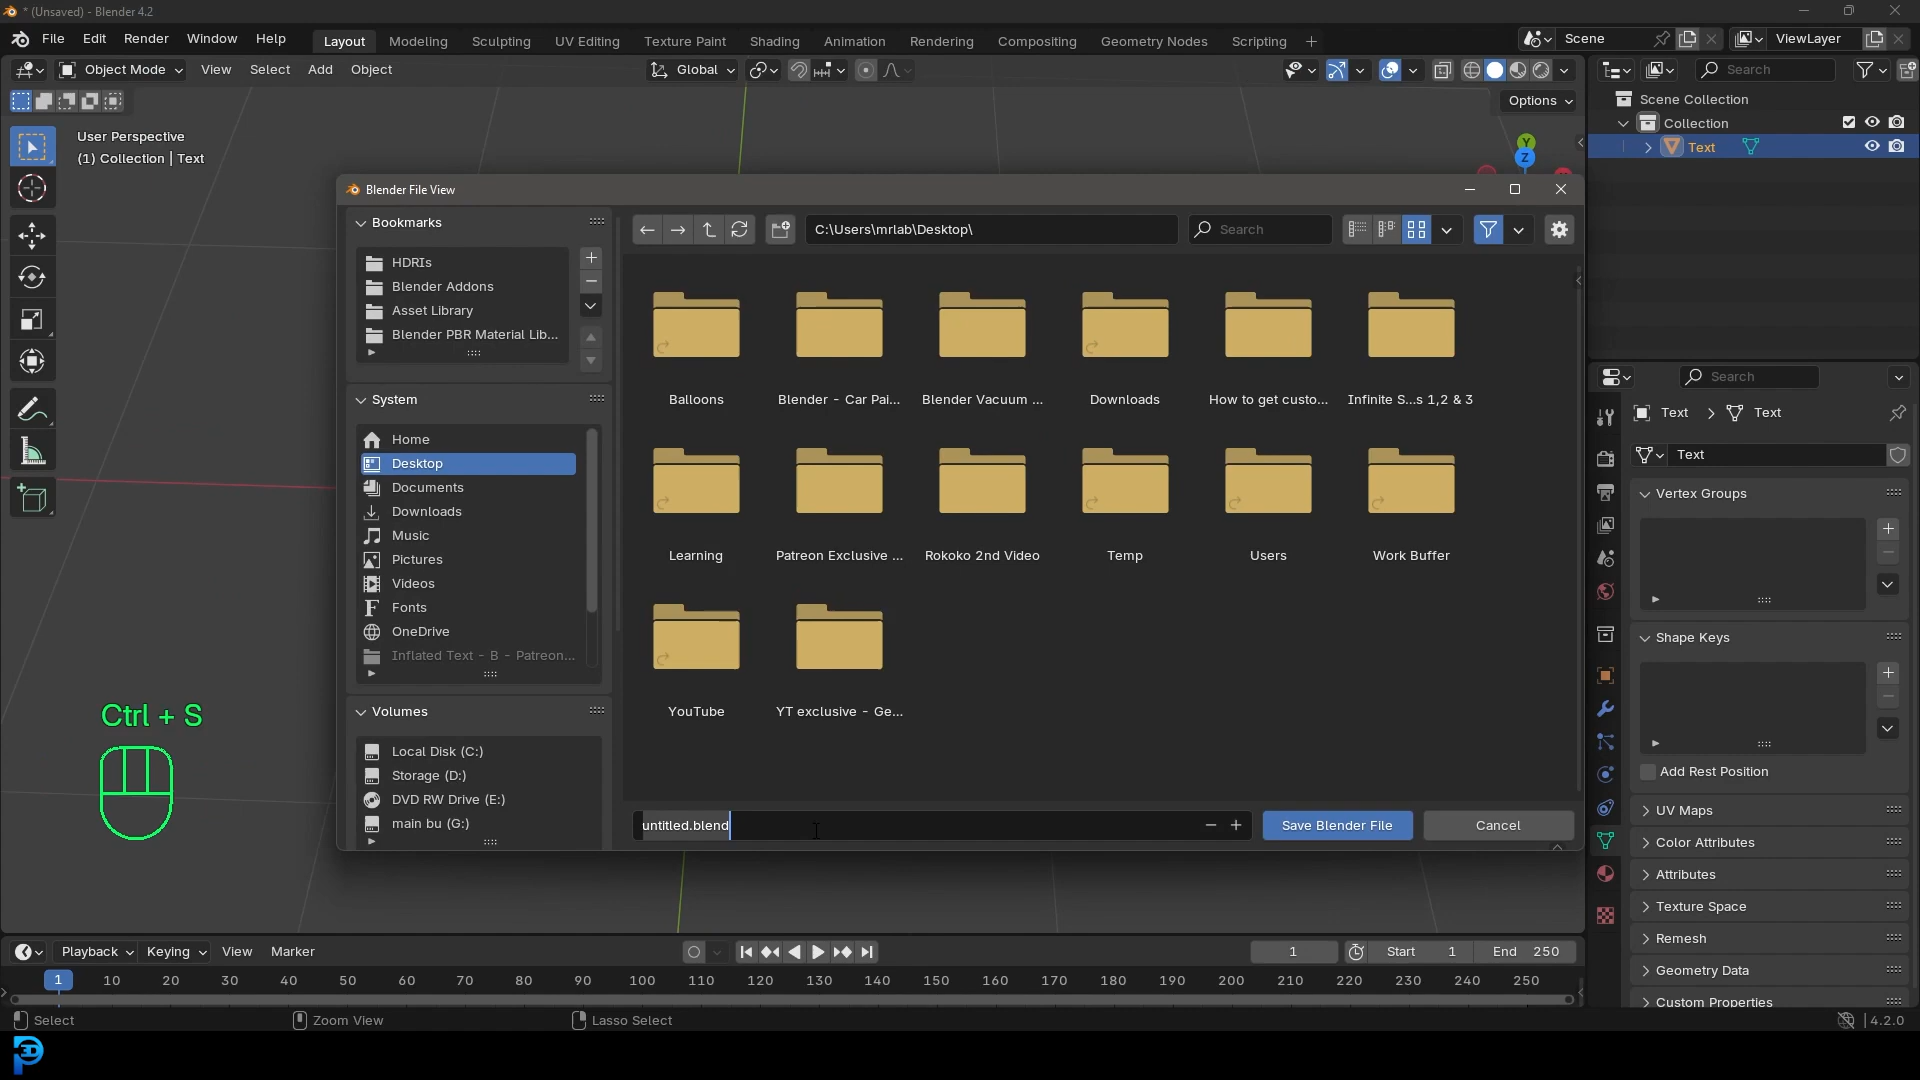 * (Unsaved) - Blender 4.2
File Edit Render Window Help Layout Modeling Sculpting UV Editing Texture Paint Shading Animation Rendering Compositing Geometry Nodes Scripting + Scene ViewLayer
Object Mode View Select Add Object Global Search
Options
User Perspective
(1) Collection | Text
Scene Collection
Collection
Text
Y
Z
Blender File View
Bookmarks
HDRIs
Blender Addons
Asset Library
Blender PBR Material Lib...
System
Home
Desktop
Documents
Downloads
Music
Pictures
Videos
Fonts
OneDrive
Inflated Text - B - Patreon...
Volumes
Local Disk (C:)
Storage (D:)
DVD RW Drive (E:)
main bu (G:)
C:\Users\mrlab\Desktop\ Search
Balloons Blender - Car Pai... Blender Vacuum ... Downloads How to get custo... Infinite S...s 1,2 & 3
Learning Patreon Exclusive ... Rokoko 2nd Video Temp Users Work Buffer
YouTube YT exclusive - Ge...
untitled.blend Save Blender File Cancel
Ctrl + S
Search
Text > Text
Text
Vertex Groups
Shape Keys
Add Rest Position
UV Maps
Color Attributes
Attributes
Texture Space
Remesh
Geometry Data
Custom Properties
Playback Keying View Marker 1 Start 1 End 250
1 10 20 30 40 50 60 70 80 90 100 110 120 130 140 150 160 170 180 190 200 210 220 230 240 250
Select Zoom View Lasso Select 4.2.0